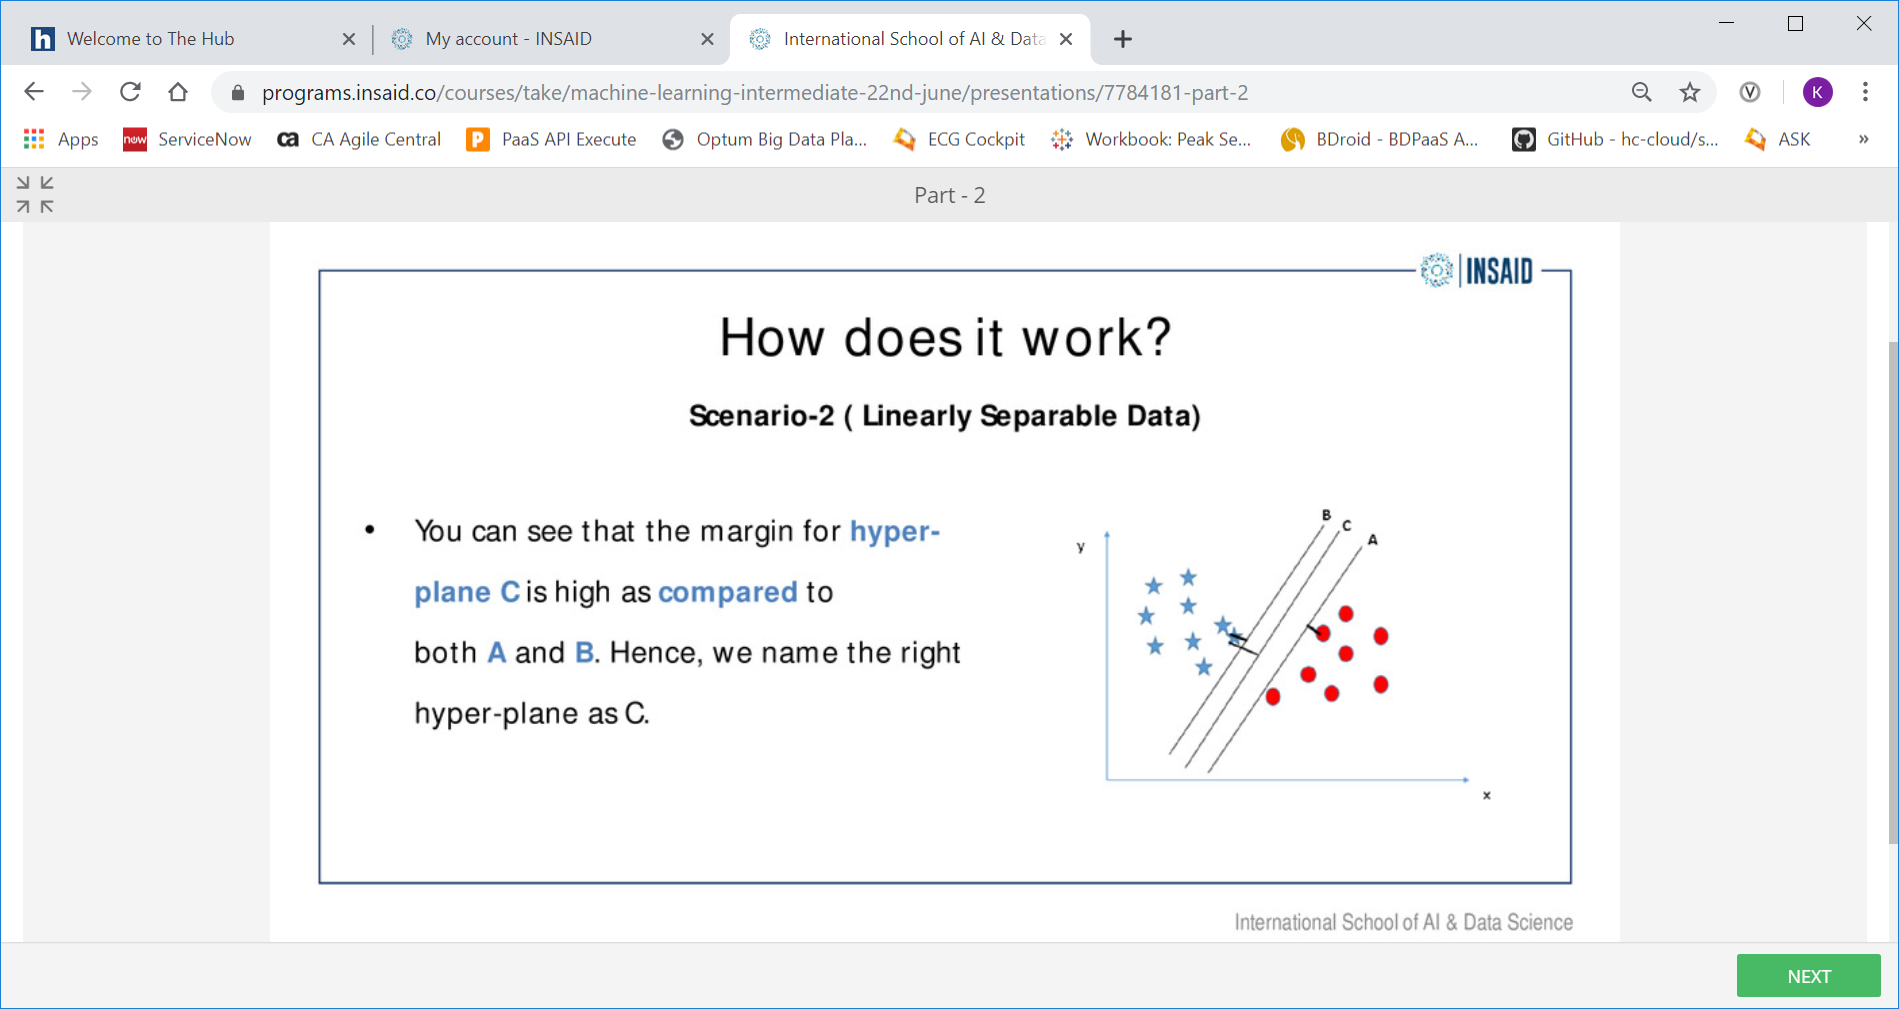 h Welcome to The Hub
My account - INSAID
International School of AI & Data
programs.insaid.co/courses/take/machine-learning-intermediate-22nd-june/presentations/7784181-part-2
V
K
Apps
now ServiceNow
ca CA Agile Central
P PaaS API Execute
Optum Big Data Pla...
ECG Cockpit
Workbook: Peak Se...
BDroid - BDPaaS A...
GitHub - hc-cloud/s...
ASK
»
Part - 2
INSAID
How does it work?
Scenario-2 ( Linearly Separable Data)
• You can see that the margin for hyper-
plane C is high as compared to
both A and B. Hence, we name the right
hyper-plane as C.
B
C
A
y
x
International School of AI & Data Science
NEXT